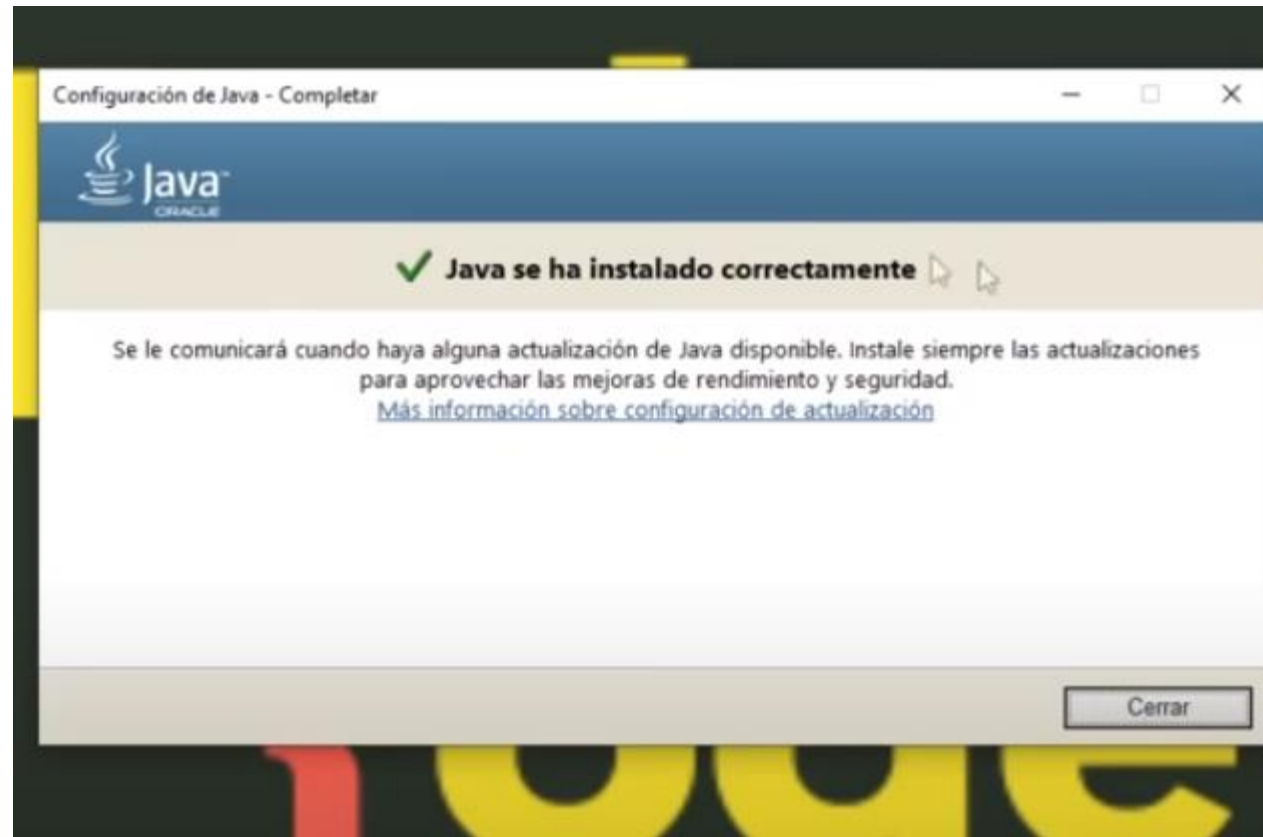 Configuración de Java - Completar
Java™
ORACLE
Java se ha instalado correctamente
Se le comunicará cuando haya alguna actualización de Java disponible. Instale siempre las actualizaciones
para aprovechar las mejoras de rendimiento y seguridad.
Más información sobre configuración de actualización
Cerrar